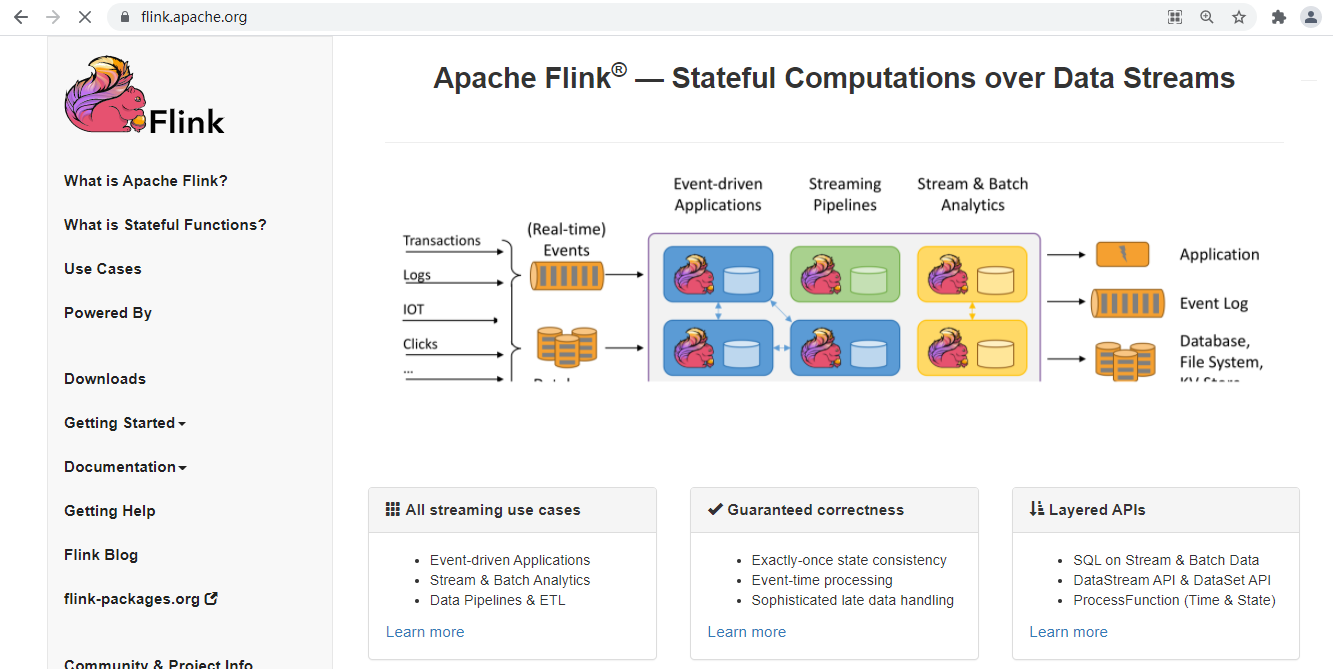 flink.apache.org
Flink
What is Apache Flink?
What is Stateful Functions?
Use Cases
Powered By
Downloads
Getting Started
Documentation
Getting Help
Flink Blog
flink-packages.org
Community & Project Info
Apache Flink® — Stateful Computations over Data Streams
Event-driven
Applications
Streaming
Pipelines
Stream & Batch
Analytics
Transactions
Logs
IOT
Clicks
...
(Real-time)
Events
Application
Event Log
Database,
File System,
KV-Store
All streaming use cases
Event-driven Applications
Stream & Batch Analytics
Data Pipelines & ETL
Learn more
Guaranteed correctness
Exactly-once state consistency
Event-time processing
Sophisticated late data handling
Learn more
Layered APIs
SQL on Stream & Batch Data
DataStream API & DataSet API
ProcessFunction (Time & State)
Learn more